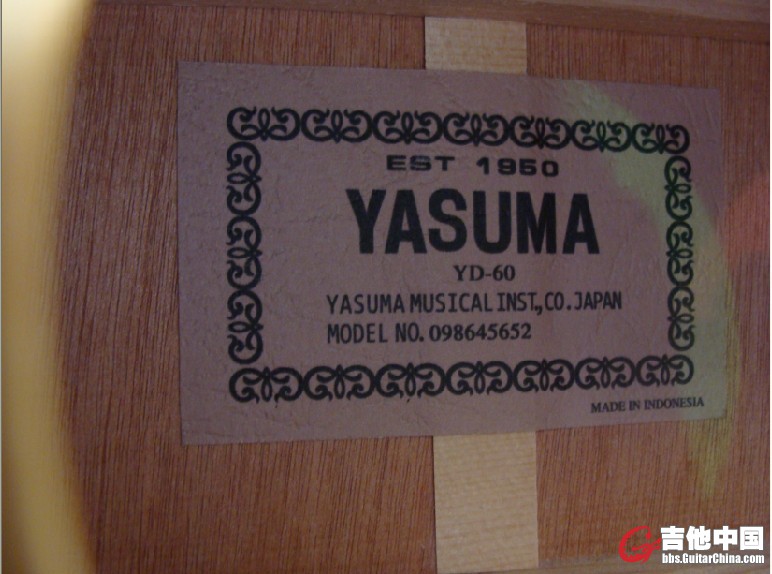 EST 1950
YASUMA
YD-60
YASUMA MUSICAL INST,,CO.JAPAN
MODEL NO. 098645652
MADE IN INDONESIA
吉他中国
bbs.GuitarChina.com